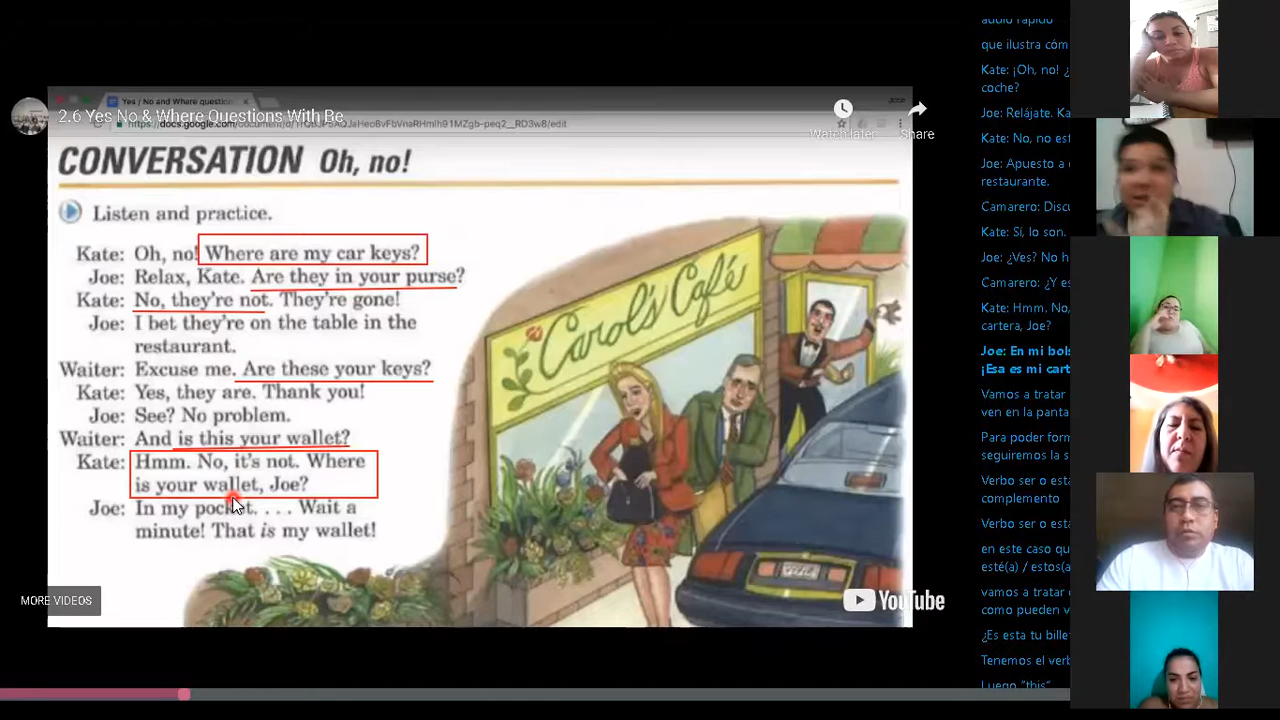 Yes / No and Where question
2.6 Yes No & Where Questions With Be
Watch later
Share
CONVERSATION Oh, no!
Listen and practice.
Kate: Oh, no! Where are my car keys?
Joe: Relax, Kate. Are they in your purse?
Kate: No, they're not. They're gone!
Joe: I bet they're on the table in the
restaurant.
Waiter: Excuse me. Are these your keys?
Kate: Yes, they are. Thank you!
Joe: See? No problem.
Waiter: And is this your wallet?
Kate: Hmm. No, it's not. Where
is your wallet, Joe?
Joe: In my pocket. . . . Wait a
minute! That is my wallet!
Carol's Café
MORE VIDEOS
YouTube
audio rápido
que ilustra cóm
Kate: ¡Oh, no! ¿
coche?
Joe: Relájate. Ka
Kate: No, no est
Joe: Apuesto a
restaurante.
Camarero: Discu
Kate: Sí, lo son.
Joe: ¿Ves? No h
Camarero: ¿Y es
Kate: Hmm. No,
cartera, Joe?
Joe: En mi bols
¡Esa es mi cart
Vamos a tratar
ven en la panta
Para poder form
seguiremos la s
Verbo ser o esta
complemento
Verbo ser o esta
en este caso qu
esté(a) / estos(a
vamos a tratar
como pueden v
¿Es esta tu bille
Tenemos el verb
Luego "this"